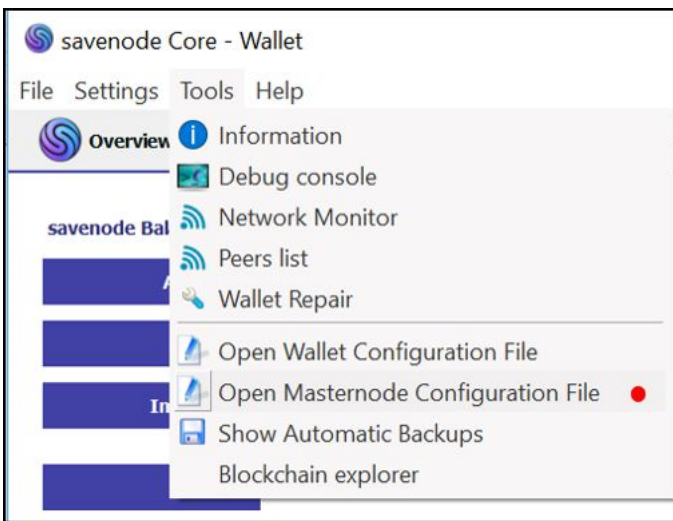 savenode Core - Wallet
File Settings Tools Help
Overview
Information
Debug console
savenode Bal
Network Monitor
Peers list
Wallet Repair
Open Wallet Configuration File
Open Masternode Configuration File
Show Automatic Backups
Blockchain explorer